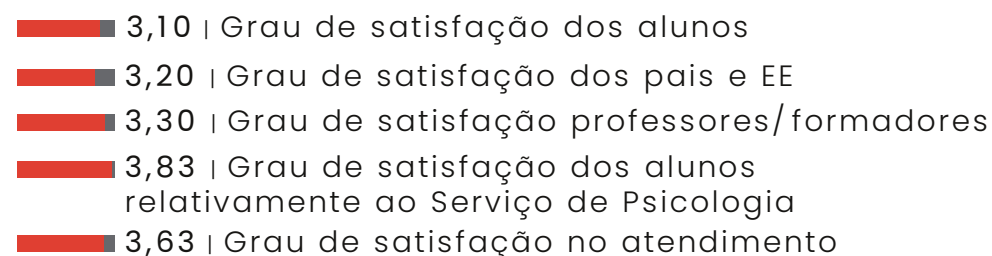 3,10 | Grau de satisfação dos alunos
3,20 | Grau de satisfação dos pais e EE
3,30 | Grau de satisfação professores/formadores
3,83 | Grau de satisfação dos alunos
relativamente ao Serviço de Psicologia
3,63 | Grau de satisfação no atendimento